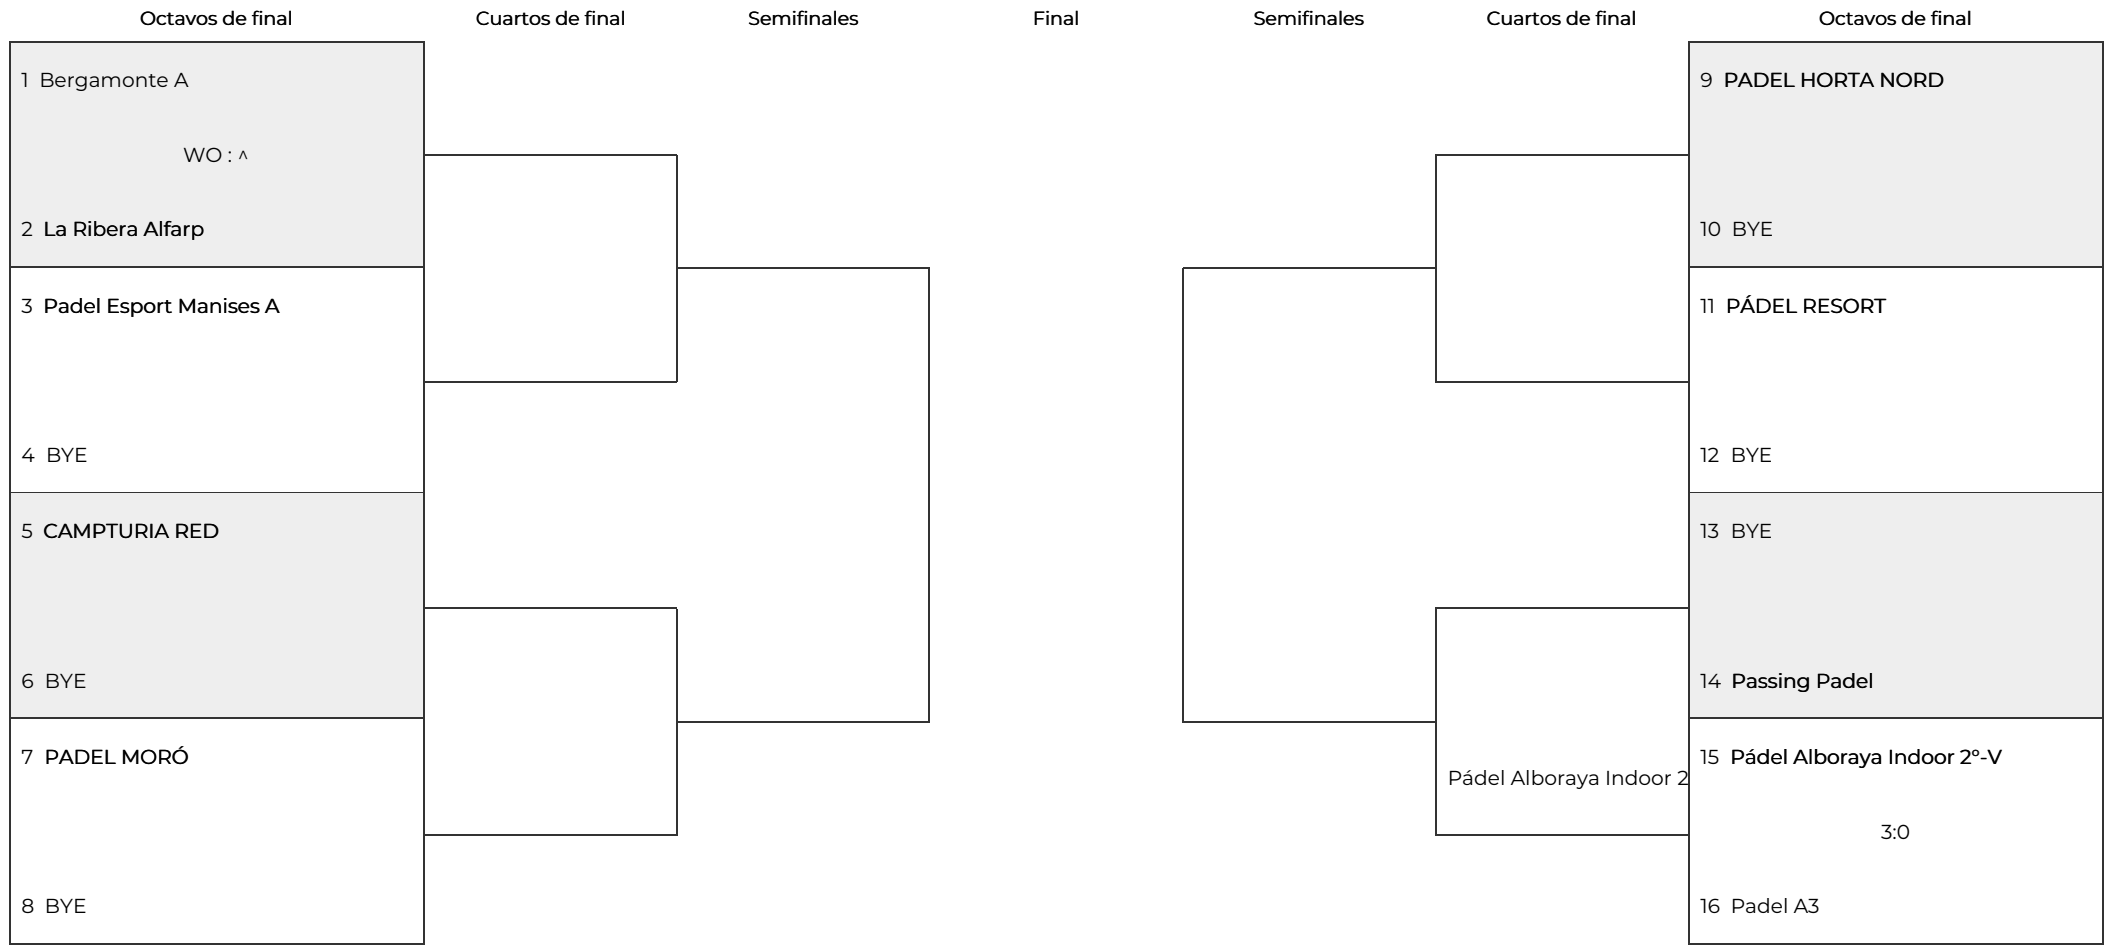 Octavos de final
Cuartos de final
Semifinales
Final
Semifinales
Cuartos de final
Octavos de final
1 Bergamonte A
WO : ^
2 La Ribera Alfarp
3 Padel Esport Manises A
4 BYE
5 CAMPTURIA RED
6 BYE
7 PADEL MORÓ
8 BYE
Pádel Alboraya Indoor 2
9 PADEL HORTA NORD
10 BYE
11 PÁDEL RESORT
12 BYE
13 BYE
14 Passing Padel
15 Pádel Alboraya Indoor 2º-V
3:0
16 Padel A3